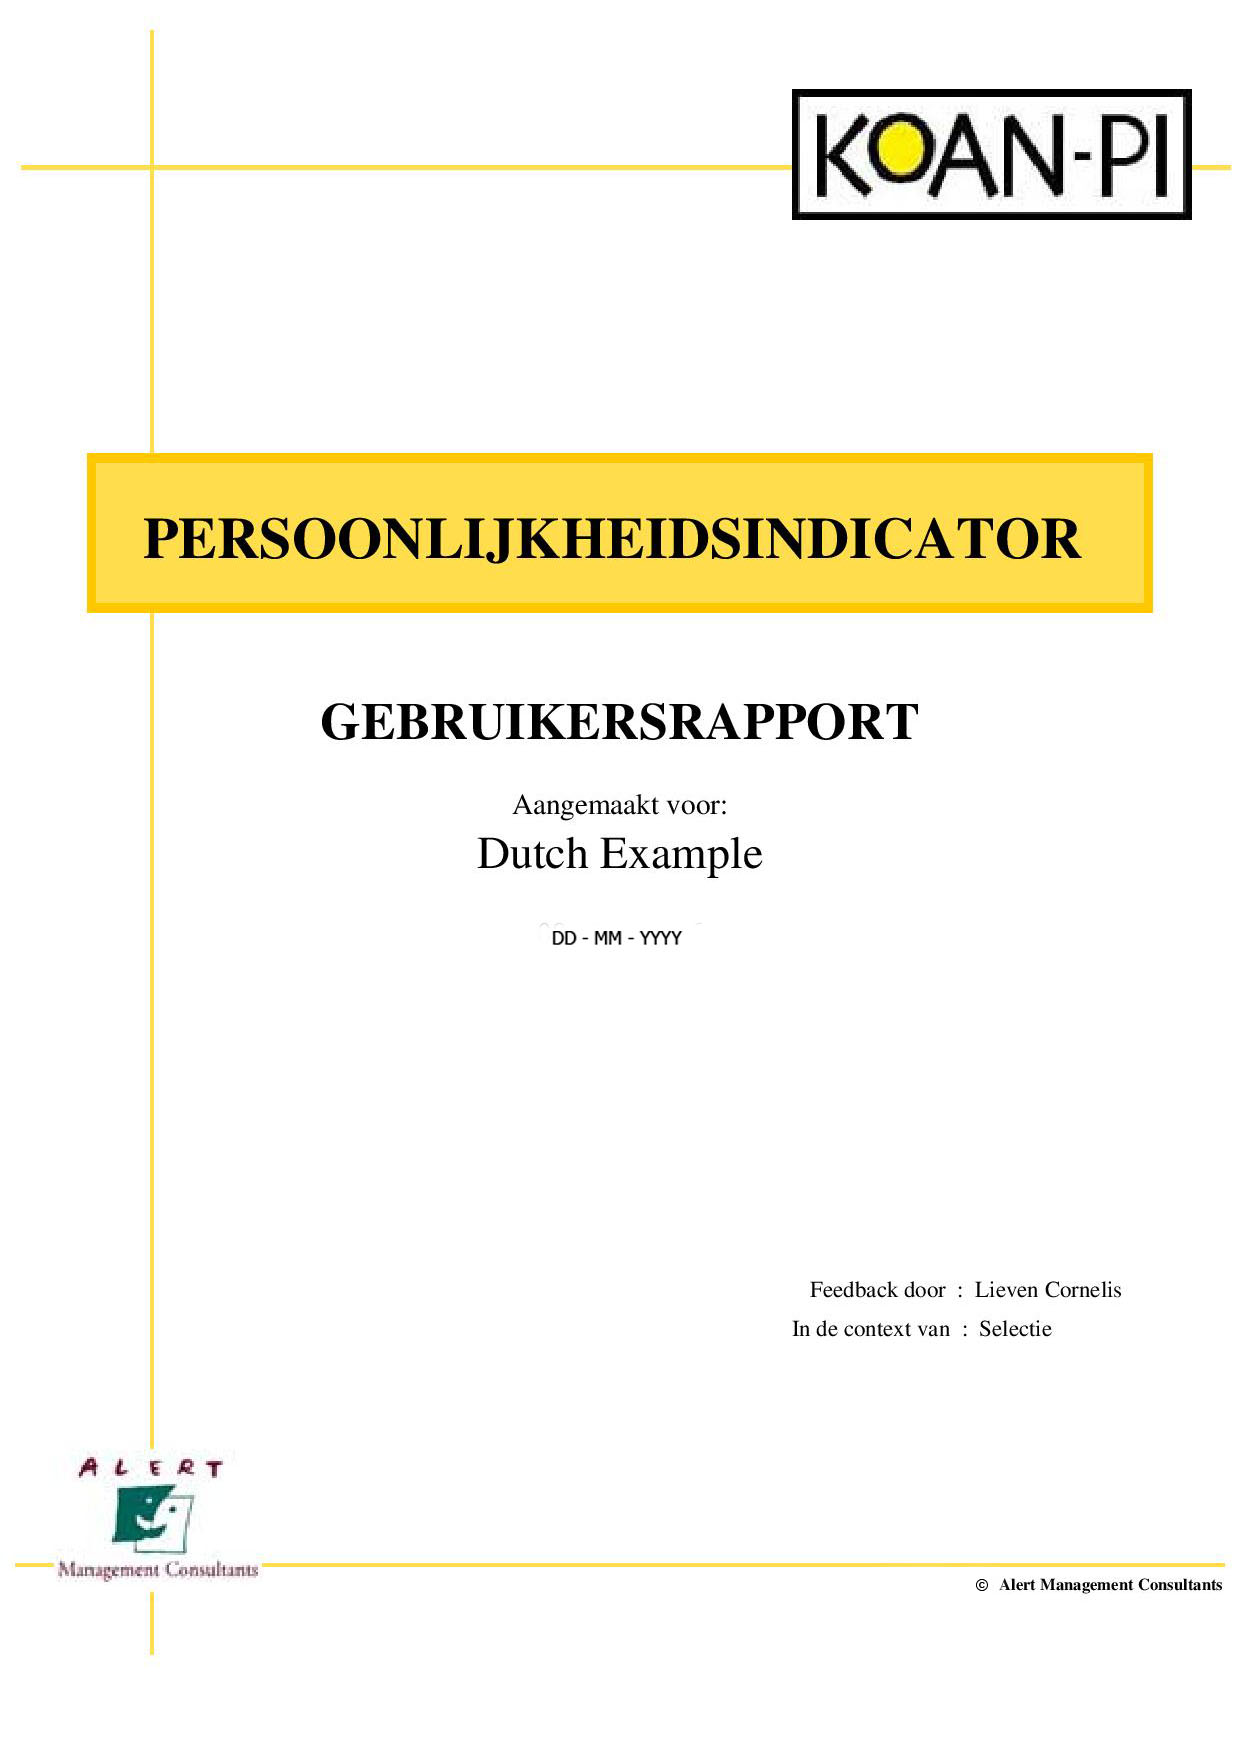 KOAN-PI
PERSOONLIJKHEIDSINDICATOR
GEBRUIKERSRAPPORT
Aangemaakt voor:
Dutch Example
DD - MM - YYYY
Feedback door : Lieven Cornelis
In de context van : Selectie
ALERT
Management Consultants
© Alert Management Consultants